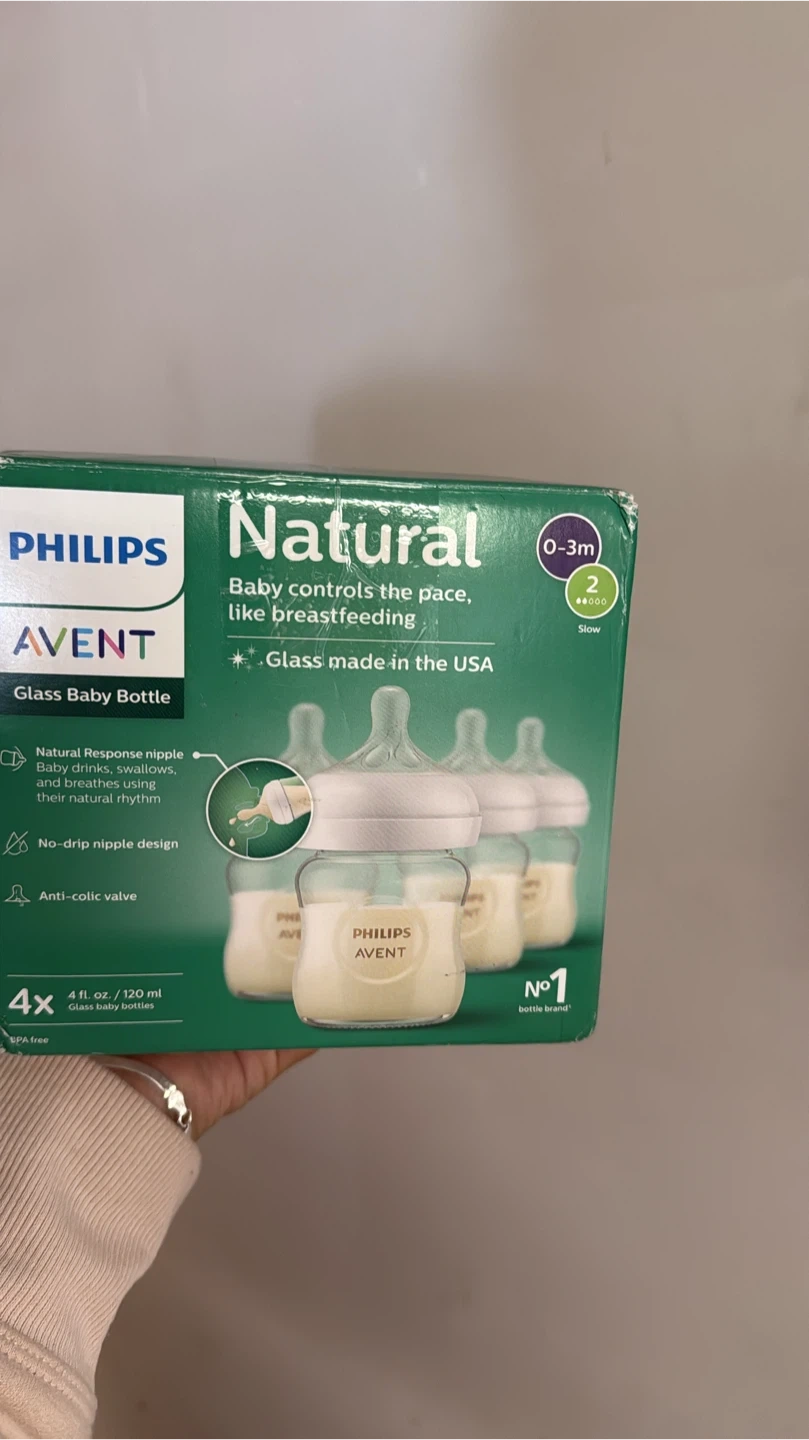 PHILIPS
AVENT
Glass Baby Bottle
Natural
Baby controls the pace,
like breastfeeding
Glass made in the USA
0-3m
2
Slow
Natural Response nipple
Baby drinks, swallows,
and breathes using
their natural rhythm
No-drip nipple design
Anti-colic valve
4x
4 fl. oz. / 120 ml
Glass baby bottles
BPA free
PHILIPS
AVENT
Nº1
bottle brand